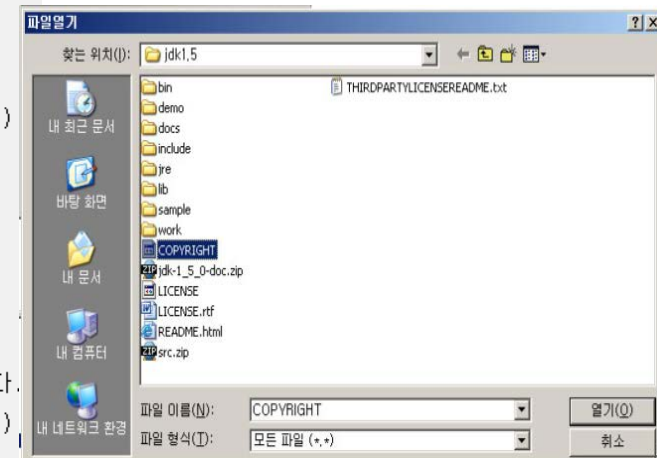 파일열기
찾는 위치(I): jdk1,5
bin
demo
docs
include
jre
lib
sample
work
COPYRIGHT
jdk-1_5_0-doc.zip
LICENSE
LICENSE.rtf
README.html
src.zip
THIRDPARTYLICENSEREADME.txt
내 최근 문서
바탕 화면
내 문서
내 컴퓨터
내 네트워크 환경
파일 이름(N): COPYRIGHT 열기(O)
파일 형식(T): 모든 파일 (*,*) 취소
)
다.
)